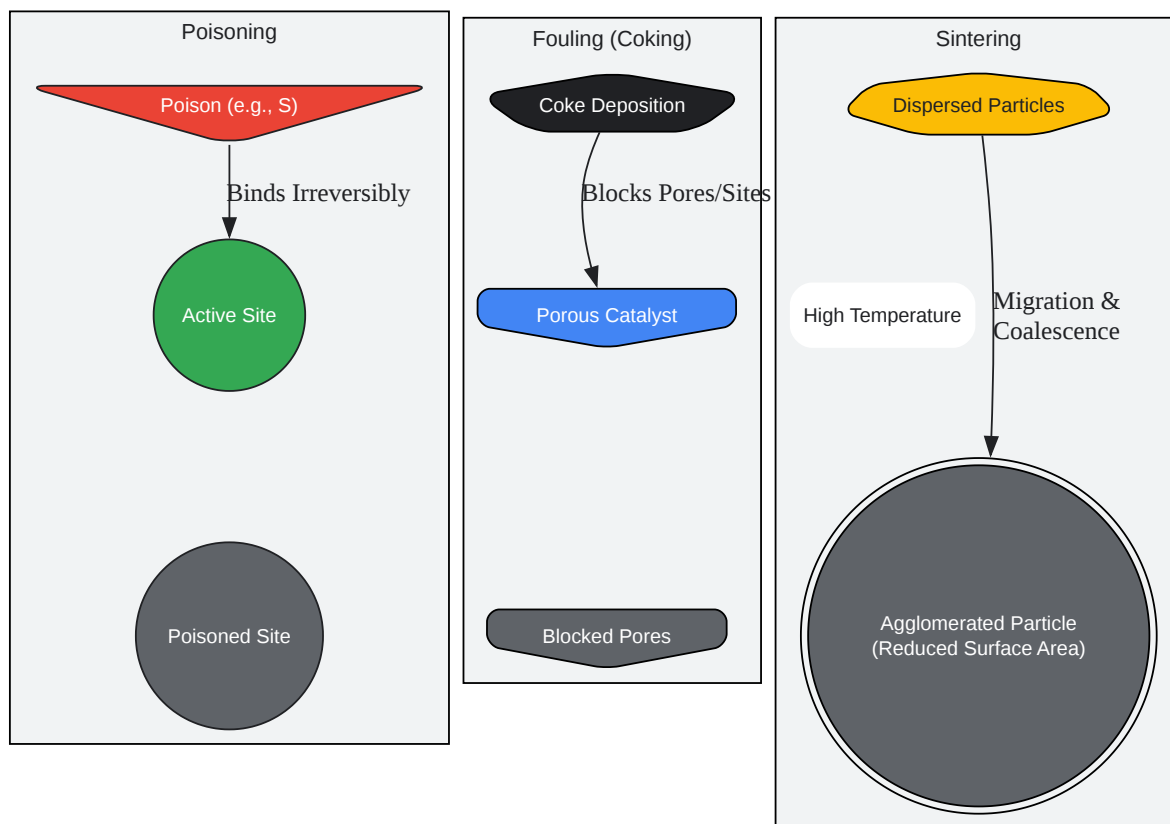 Poisoning
Poison (e.g., S)
Binds Irreversibly
Active Site
Poisoned Site
Fouling (Coking)
Coke Deposition
Blocks Pores/Sites
Porous Catalyst
Blocked Pores
Sintering
Dispersed Particles
High Temperature
Migration &
Coalescence
Agglomerated Particle
(Reduced Surface Area)